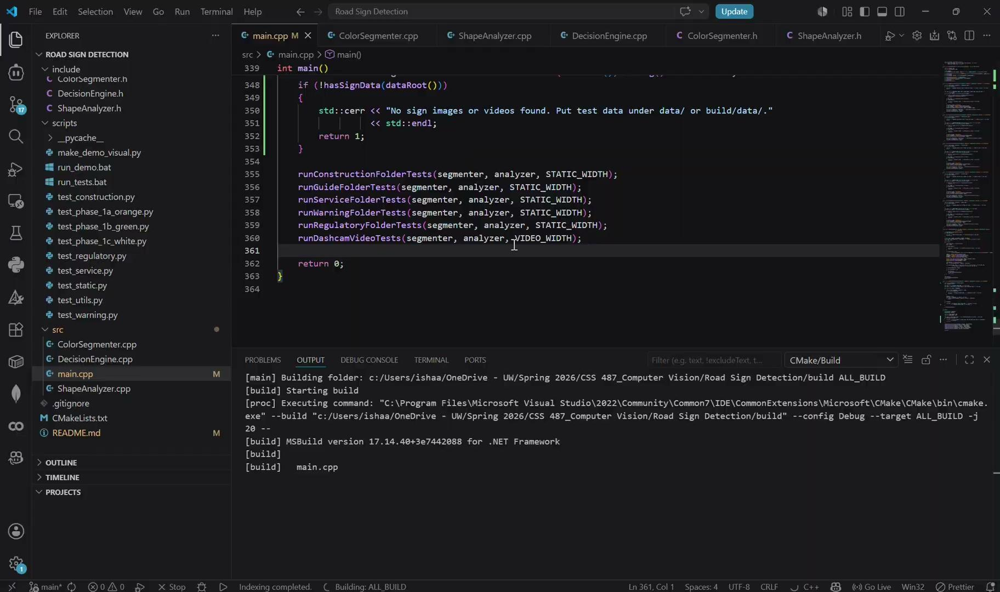 File Edit Selection View Go Run Terminal Help
Road Sign Detection
Update
EXPLORER
ROAD SIGN DETECTION
include
ColorSegmenter.h
DecisionEngine.h
ShapeAnalyzer.h
scripts
__pycache__
make_demo_visual.py
run_demo.bat
run_tests.bat
test_construction.py
test_phase_1a_orange.py
test_phase_1b_green.py
test_phase_1c_white.py
test_regulatory.py
test_service.py
test_static.py
test_utils.py
test_warning.py
src
ColorSegmenter.cpp
DecisionEngine.cpp
main.cpp M
ShapeAnalyzer.cpp
.gitignore
CMakeLists.txt
README.md M
OUTLINE
TIMELINE
PROJECTS
17
1
main.cpp M ColorSegmenter.cpp ShapeAnalyzer.cpp DecisionEngine.cpp ColorSegmenter.h ShapeAnalyzer.h
src > main.cpp > main()
339 int main()
348 if (!hasSignData(dataRoot()))
349 {
350 std::cerr << "No sign images or videos found. Put test data under data/ or build/data/."
351 << std::endl;
352 return 1;
353 }
354
355 runConstructionFolderTests(segmenter, analyzer, STATIC_WIDTH);
356 runGuideFolderTests(segmenter, analyzer, STATIC_WIDTH);
357 runServiceFolderTests(segmenter, analyzer, STATIC_WIDTH);
358 runWarningFolderTests(segmenter, analyzer, STATIC_WIDTH);
359 runRegulatoryFolderTests(segmenter, analyzer, STATIC_WIDTH);
360 runDashcamVideoTests(segmenter, analyzer, VIDEO_WIDTH);
361
362 return 0;
363 }
364
PROBLEMS OUTPUT DEBUG CONSOLE TERMINAL PORTS
Filter (e.g. text, !excludeText, t...
CMake/Build
[main] Building folder: c:/Users/ishaa/OneDrive - UW/Spring 2026/CSS 487_Computer Vision/Road Sign Detection/build ALL_BUILD
[build] Starting build
[proc] Executing command: "C:\Program Files\Microsoft Visual Studio\2022\Community\Common7\IDE\CommonExtensions\Microsoft\CMake\CMake\bin\cmake.
exe" --build "c:/Users/ishaa/OneDrive - UW/Spring 2026/CSS 487_Computer Vision/Road Sign Detection/build" --config Debug --target ALL_BUILD -j
20 --
[build] MSBuild version 17.14.40+3e7442088 for .NET Framework
[build]
[build] main.cpp
main* 0 0 Stop Indexing completed. Building: ALL_BUILD Ln 361, Col 1 Spaces: 4 UTF-8 CRLF C++ Go Live Win32 Prettier